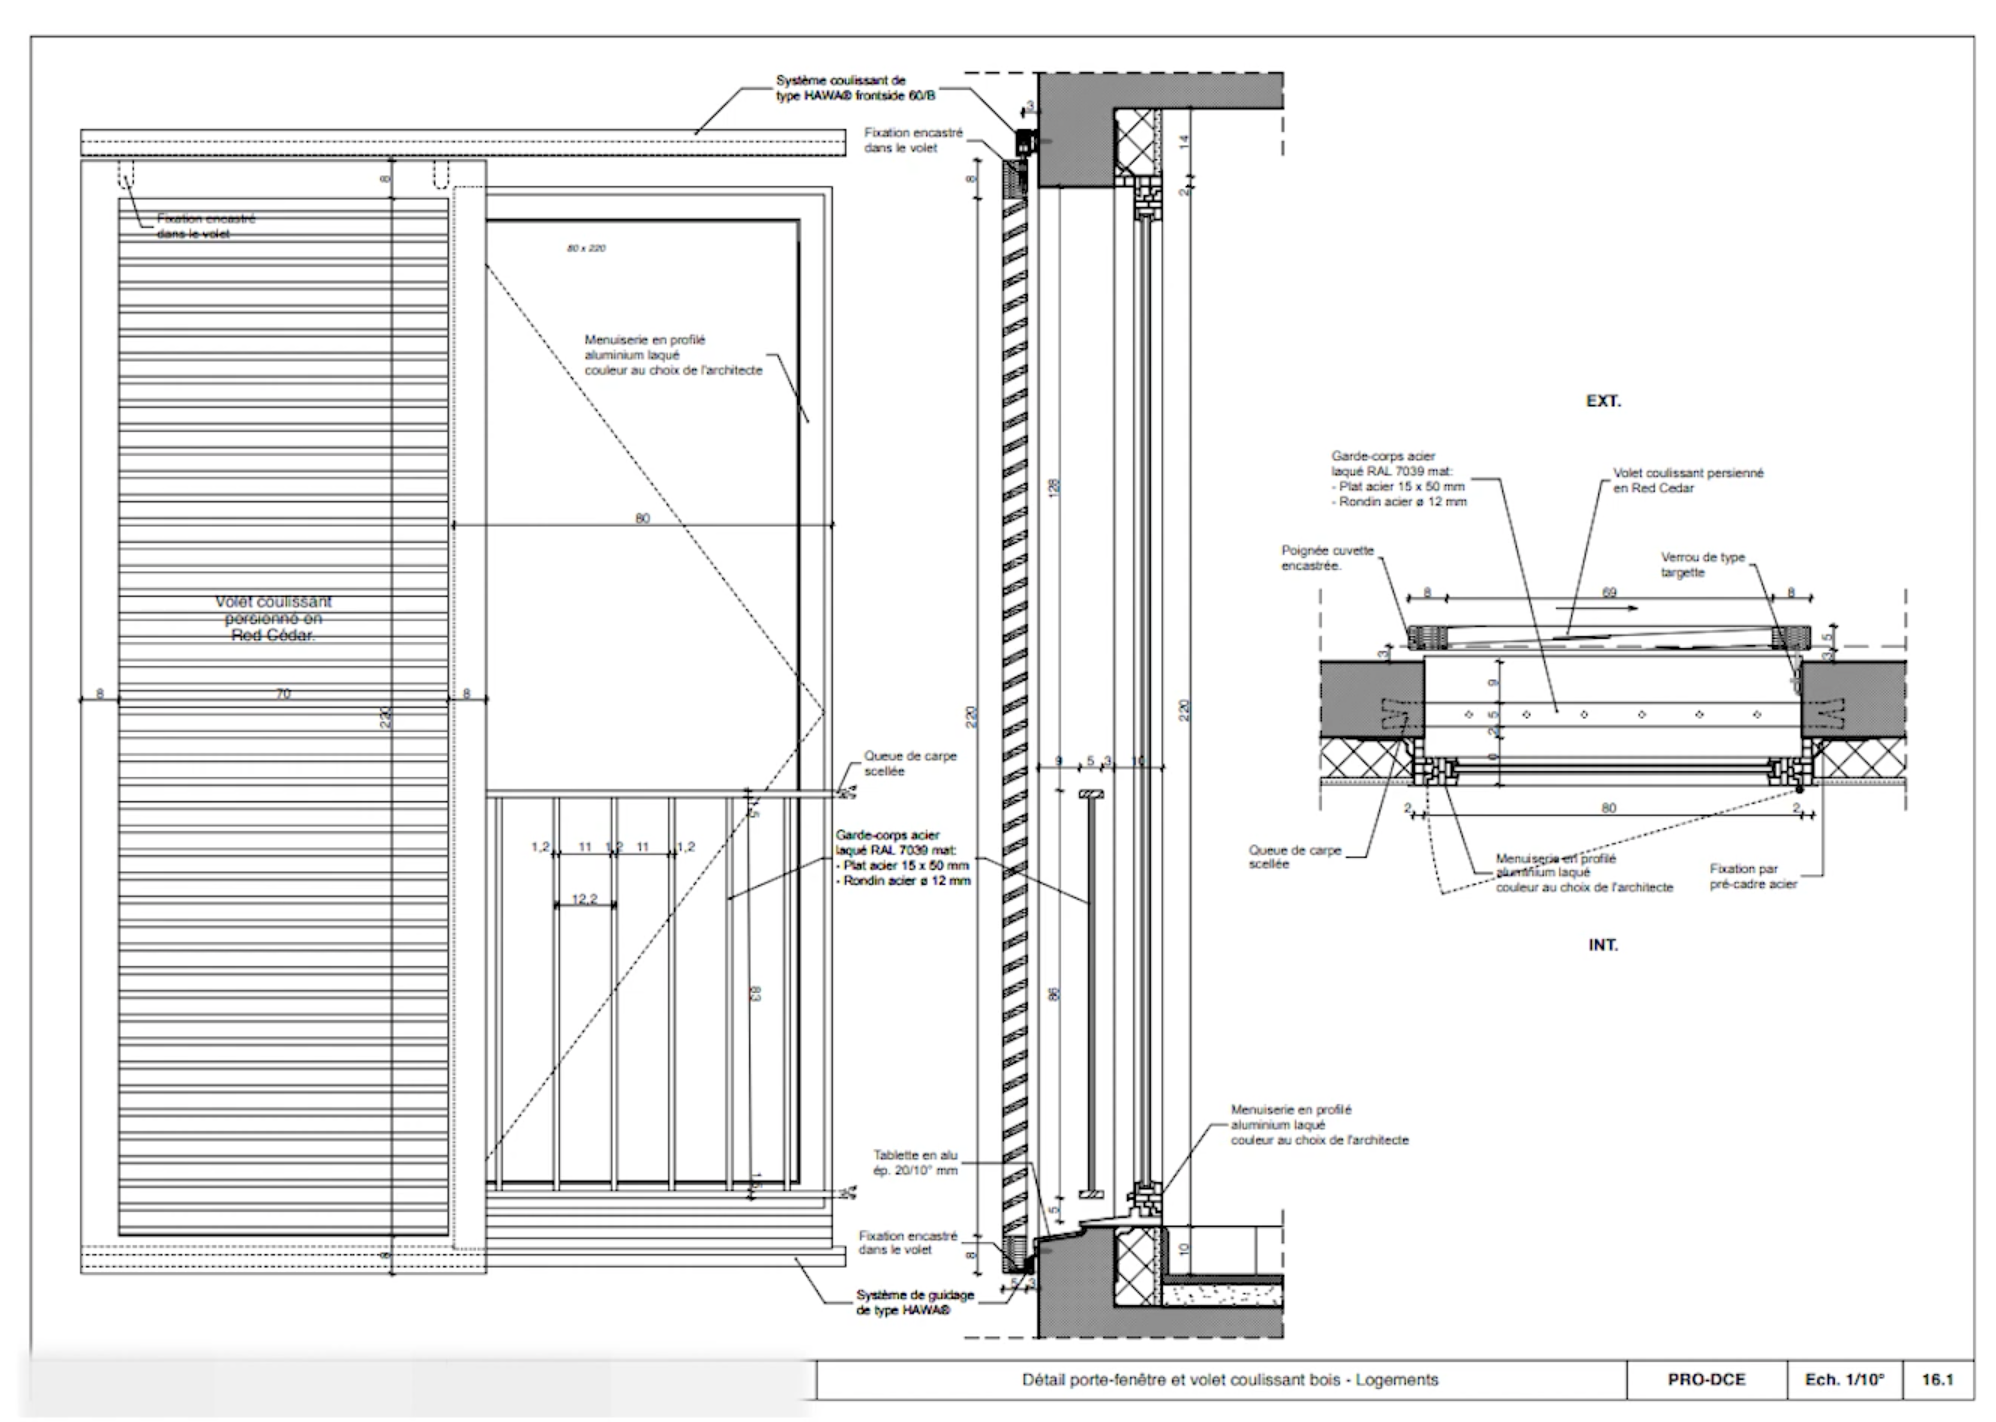 Système coulissant de
type HAWA® frontside 60/B
3
Fixation encastré
dans le volet
14
8
8
2
Fixation encastré
dans le volet
80 x 220
Menuiserie en profilé
aluminium laqué
couleur au choix de l'architecte
EXT.
Garde-corps acier
laqué RAL 7039 mat:
- Plat acier 15 x 50 mm
- Rondin acier ø 12 mm
Volet coulissant persienné
en Red Cedar
128
80
Poignée cuvette
encastrée.
Verrou de type
targette
8
69
8
Volet coulissant
persienné en
Red Cédar.
5
3
3
8
70
8
220
220
220
9
5
2
Queue de carpe
scellée
9
5
3
10
2
80
2
Garde-corps acier
laqué RAL 7039 mat:
- Plat acier 15 x 50 mm
- Rondin acier ø 12 mm
1,2
11
1,2
11
1,2
12,2
Queue de carpe
scellée
Menuiserie en profilé
aluminium laqué
couleur au choix de l'architecte
Fixation par
pré-cadre acier
INT.
83
86
Menuiserie en profilé
aluminium laqué
couleur au choix de l'architecte
Tablette en alu
ép. 20/10° mm
5
Fixation encastré
dans le volet
8
8
10
5
3
Système de guidage
de type HAWA®
Détail porte-fenêtre et volet coulissant bois - Logements
PRO-DCE
Ech. 1/10°
16.1